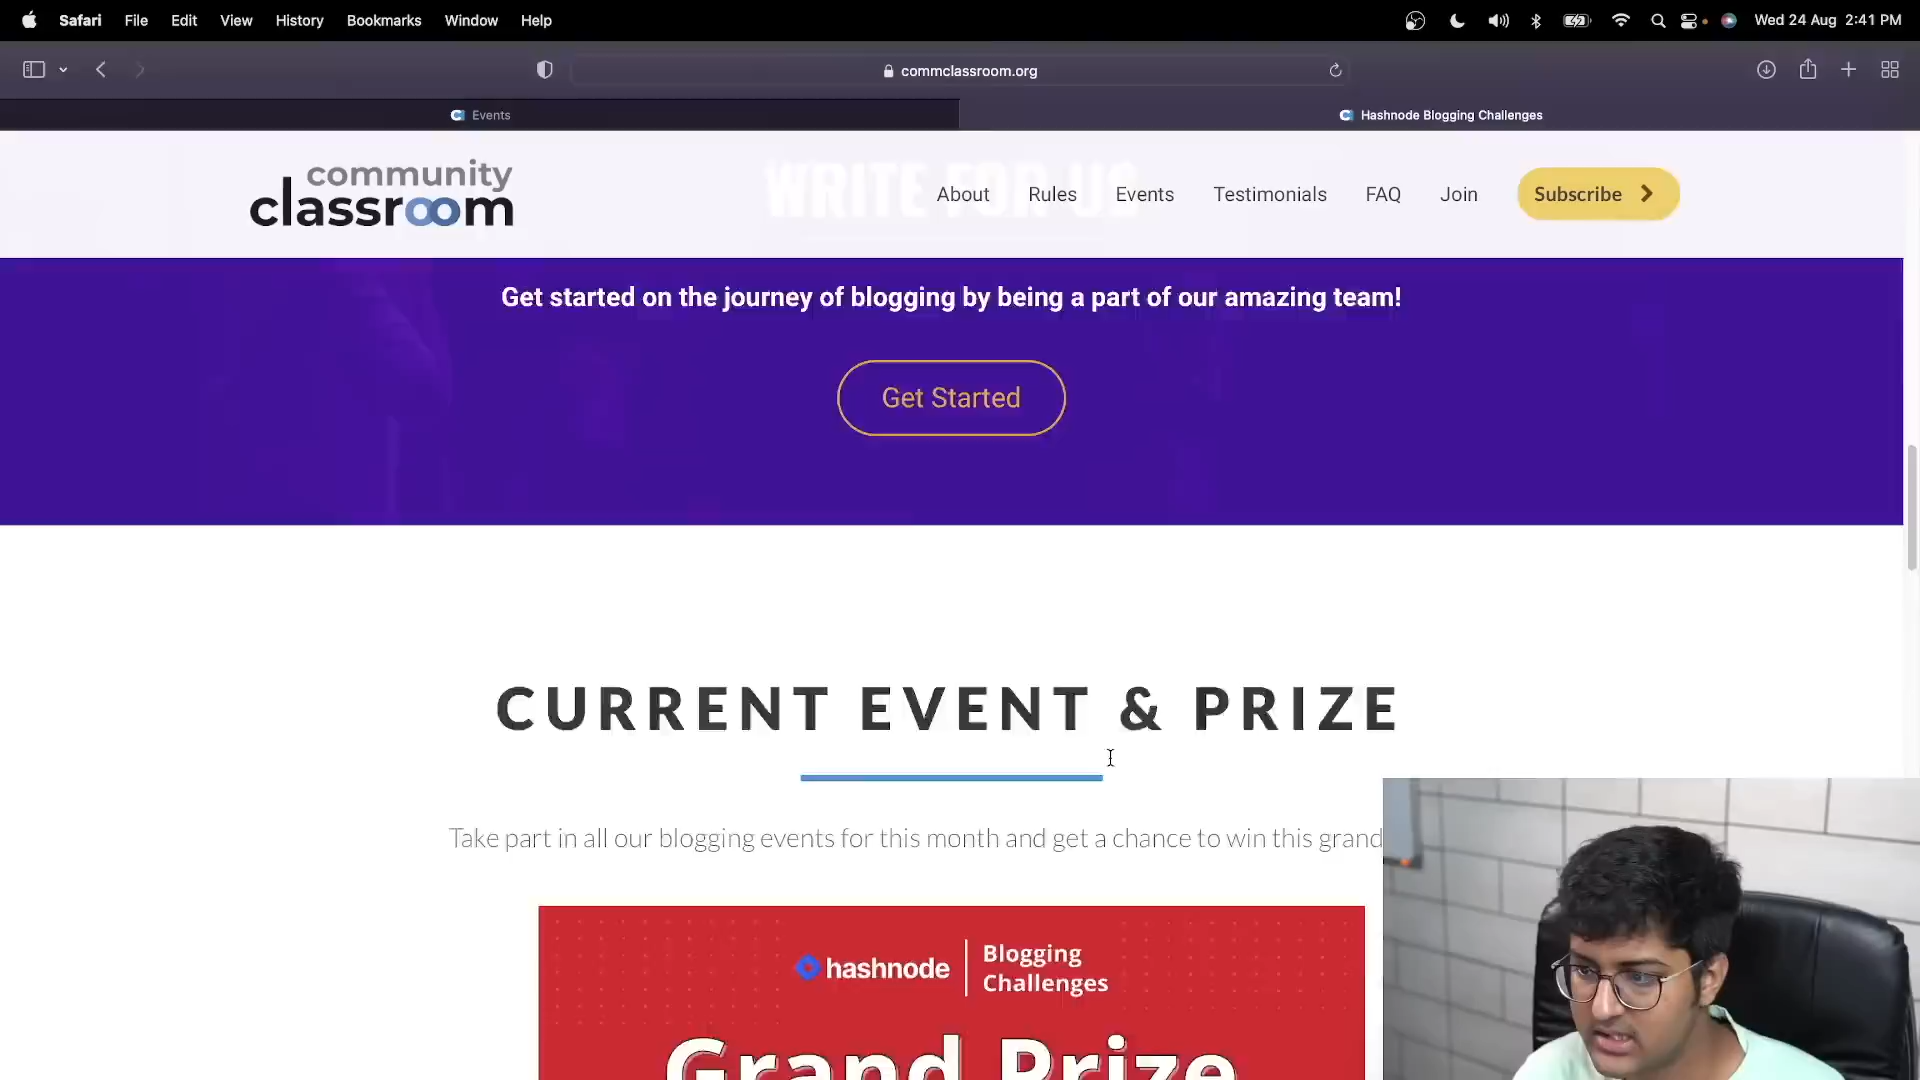 Safari File Edit View History Bookmarks Window Help Wed 24 Aug 2:41 PM
commclassroom.org
Events Hashnode Blogging Challenges
WRITE FOR US
community
classroom
About Rules Events Testimonials FAQ Join Subscribe
Get started on the journey of blogging by being a part of our amazing team!
Get Started
CURRENT EVENT & PRIZE
Take part in all our blogging events for this month and get a chance to win this grand
hashnode
Blogging
Challenges
Grand Prize